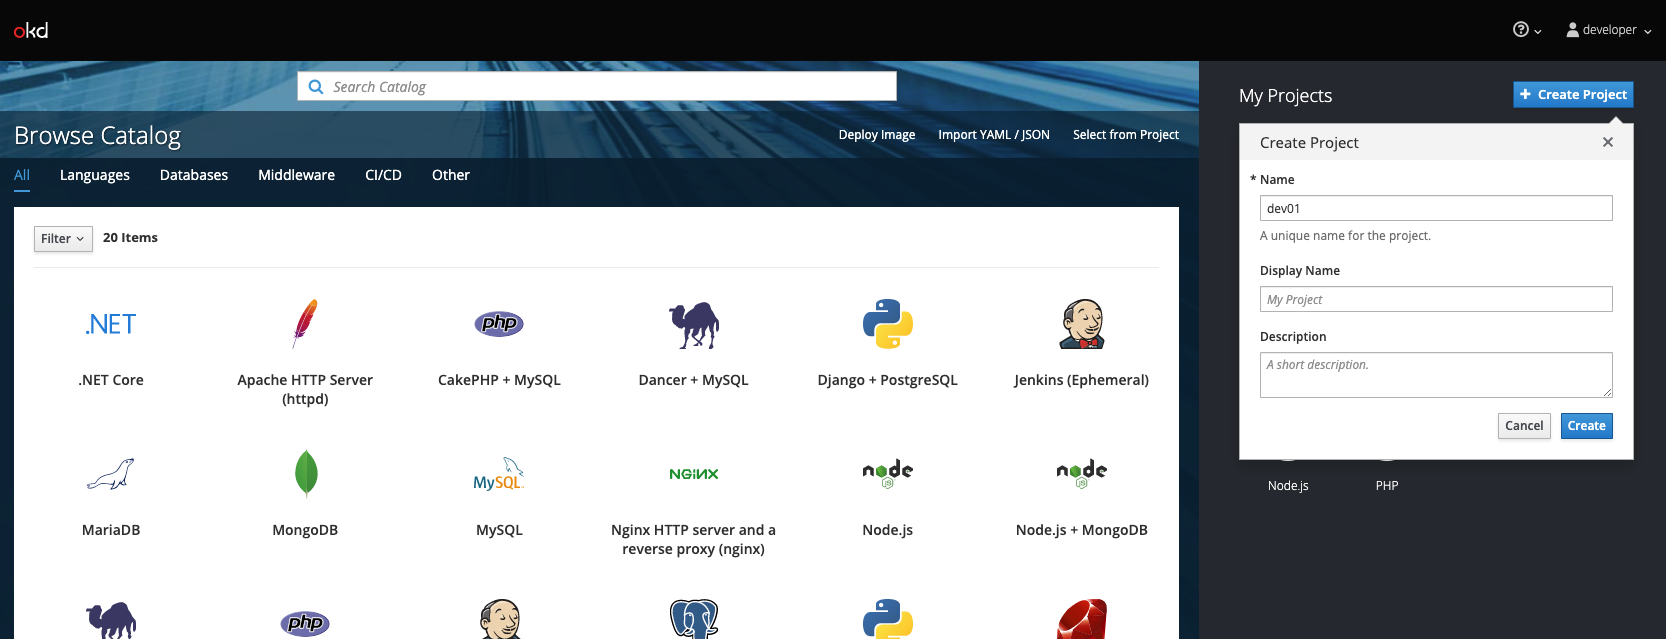 okd
developer
Search Catalog
Browse Catalog
Deploy Image Import YAML / JSON Select from Project
All Languages Databases Middleware CI/CD Other
Filter 20 Items
.NET php
.NET Core Apache HTTP Server CakePHP + MySQL Dancer + MySQL Django + PostgreSQL Jenkins (Ephemeral)
(httpd)
MySQL NGINX node node
JS JS
MariaDB MongoDB MySQL Nginx HTTP server and a Node.js Node.js + MongoDB
reverse proxy (nginx)
php
My Projects + Create Project
Create Project
* Name
dev01
A unique name for the project.
Display Name
My Project
Description
A short description.
Cancel Create
Node.js PHP